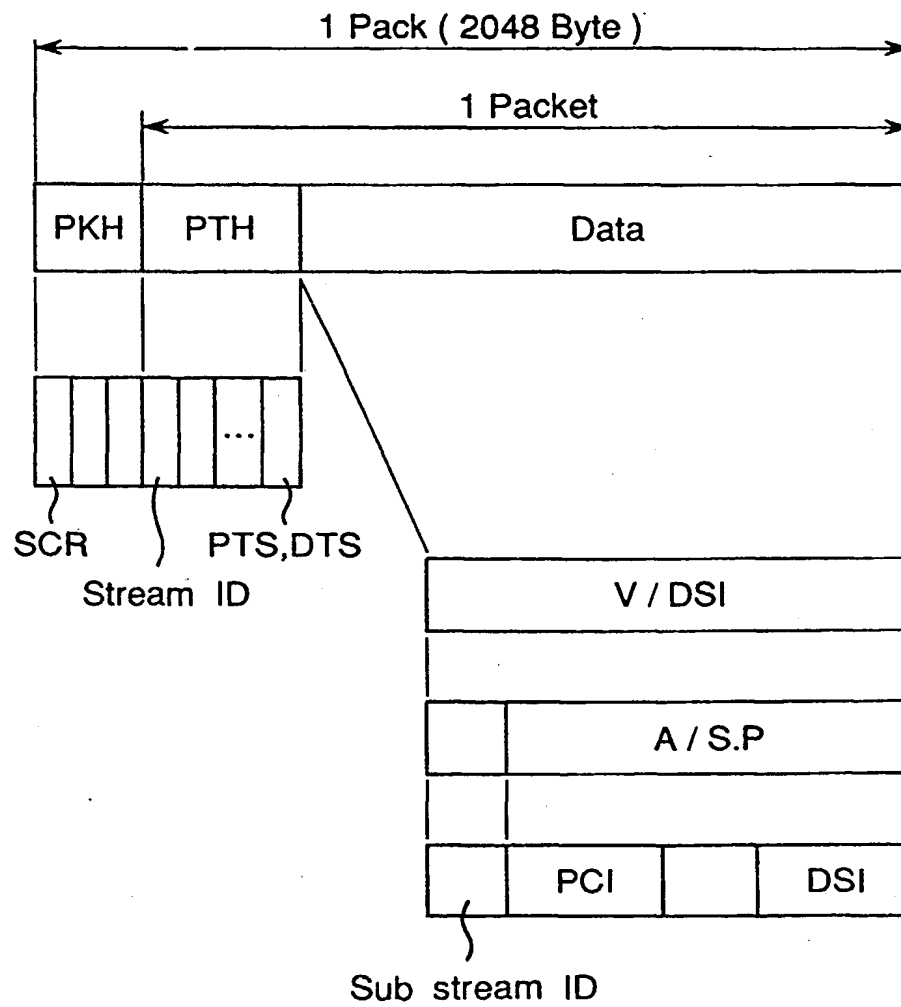 1 Pack ( 2048 Byte )
1 Packet
PKH PTH Data
...
SCR PTS,DTS
Stream ID
V / DSI
A / S.P
PCI DSI
Sub stream ID